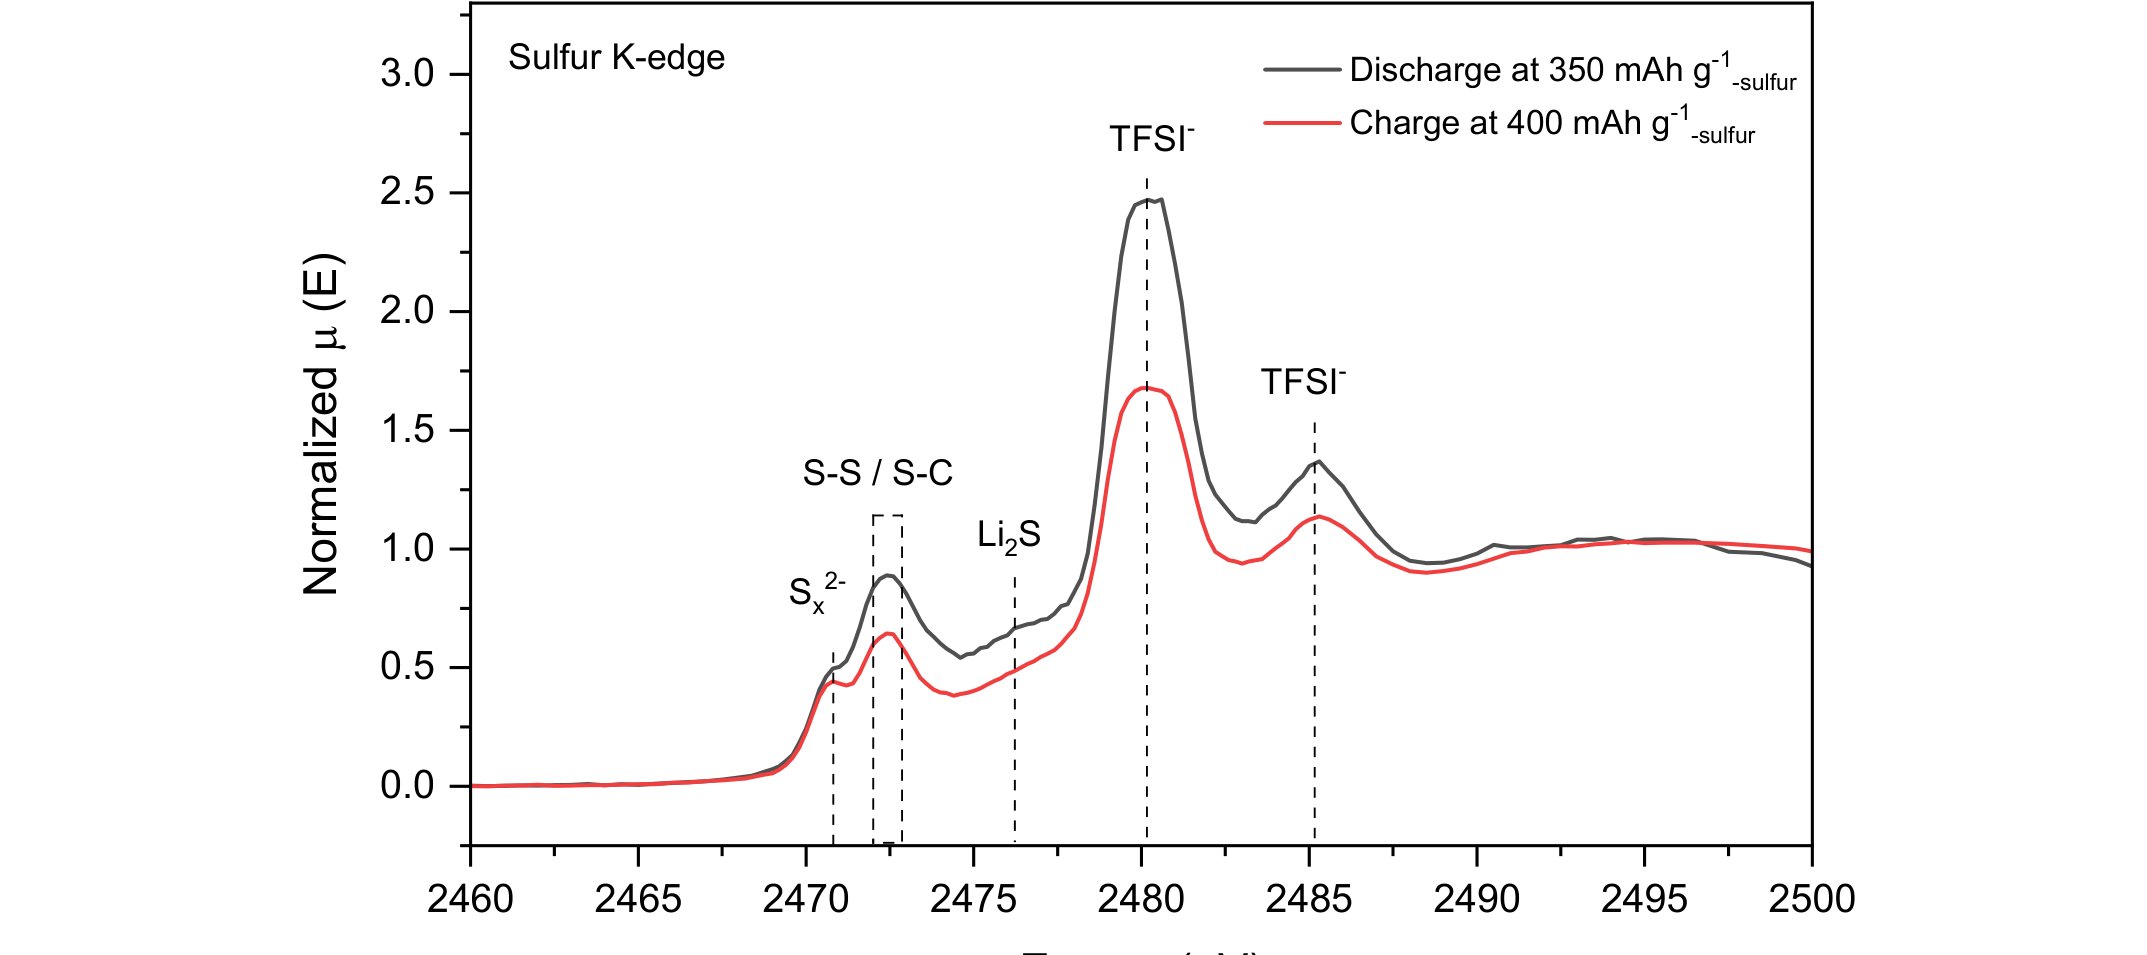 Sulfur K-edge
Discharge at 350 mAh g⁻¹₋sulfur
Charge at 400 mAh g⁻¹₋sulfur
TFSI⁻
TFSI⁻
S-S / S-C
Li₂S
Sₓ²⁻
Normalized μ (E)
3.0
2.5
2.0
1.5
1.0
0.5
0.0
2460 2465 2470 2475 2480 2485 2490 2495 2500